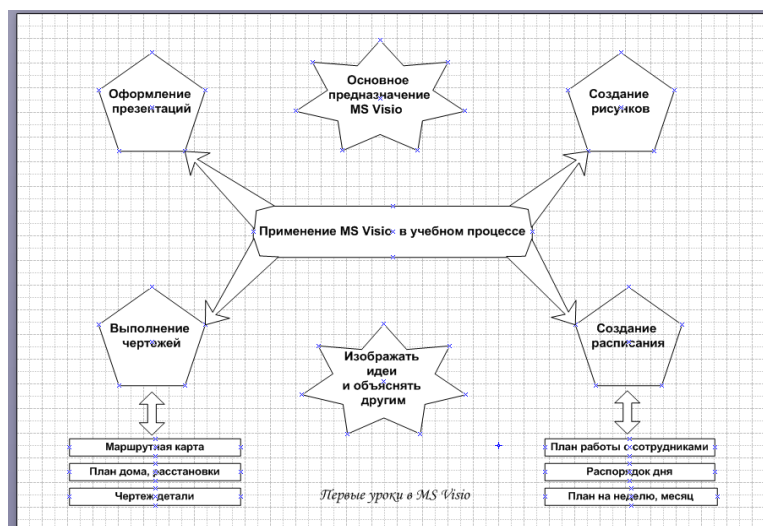 Оформление
презентаций
Основное
предназначение
MS Visio
Создание
рисунков
Применение MS Visio в учебном процессе
Выполнение
чертежей
Изображать
идеи
и объяснять
другим
Создание
расписания
Маршрутная карта
План дома, расстановки
Чертеж детали
План работы с сотрудниками
Распорядок дня
План на неделю, месяц
Первые уроки в MS Visio